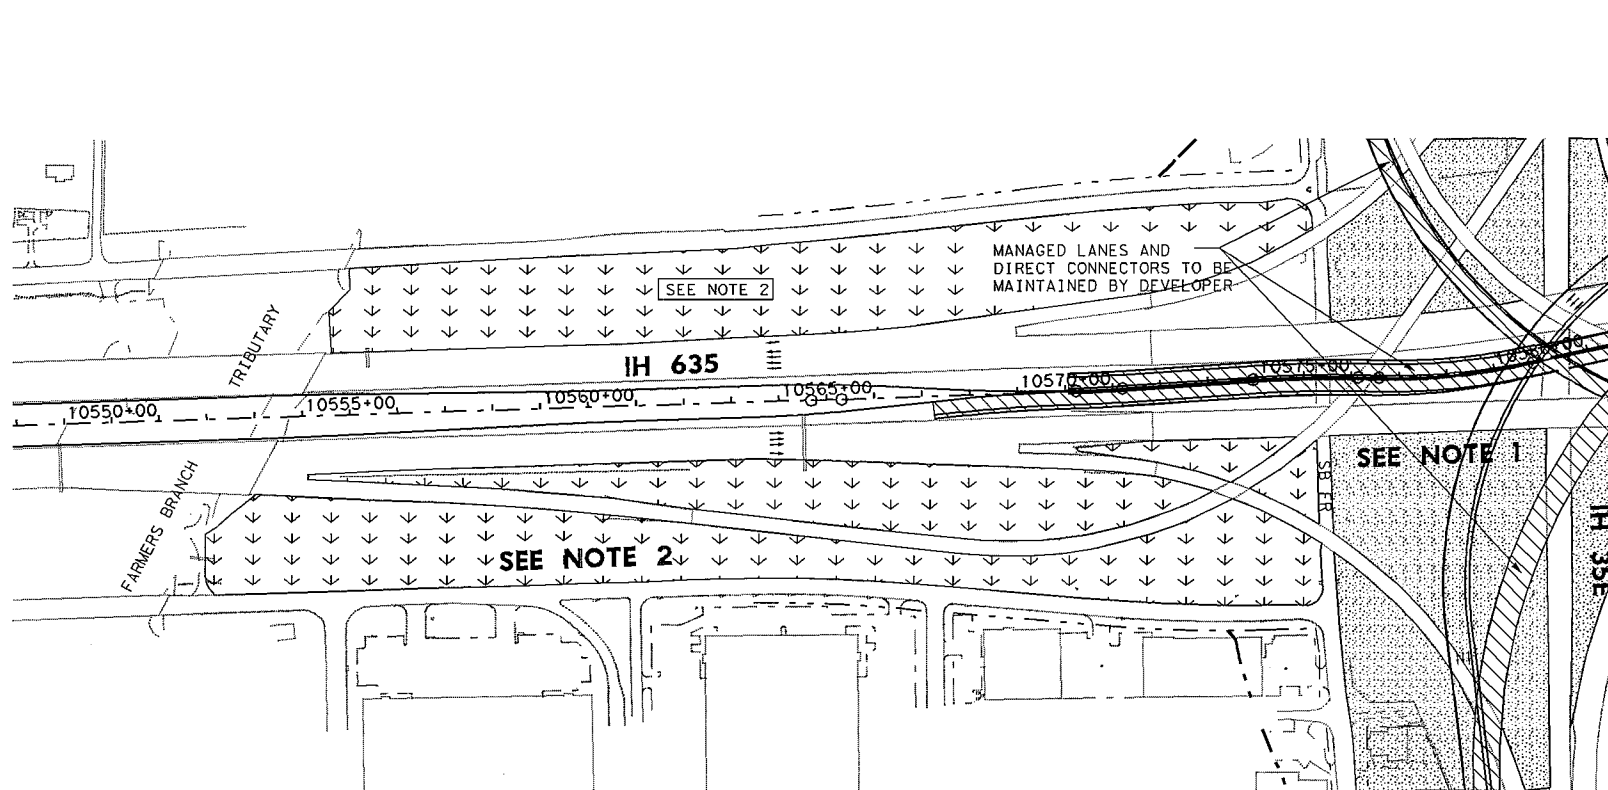 MANAGED LANES AND
DIRECT CONNECTORS TO BE
MAINTAINED BY DEVELOPER
SEE NOTE 2
TRIBUTARY
IH 635
10550+00
10555+00
10560+00
10565+00
10570+00
10575+00
SEE NOTE 1
SB FR
FARMERS BRANCH
SEE NOTE 2
IH 35E